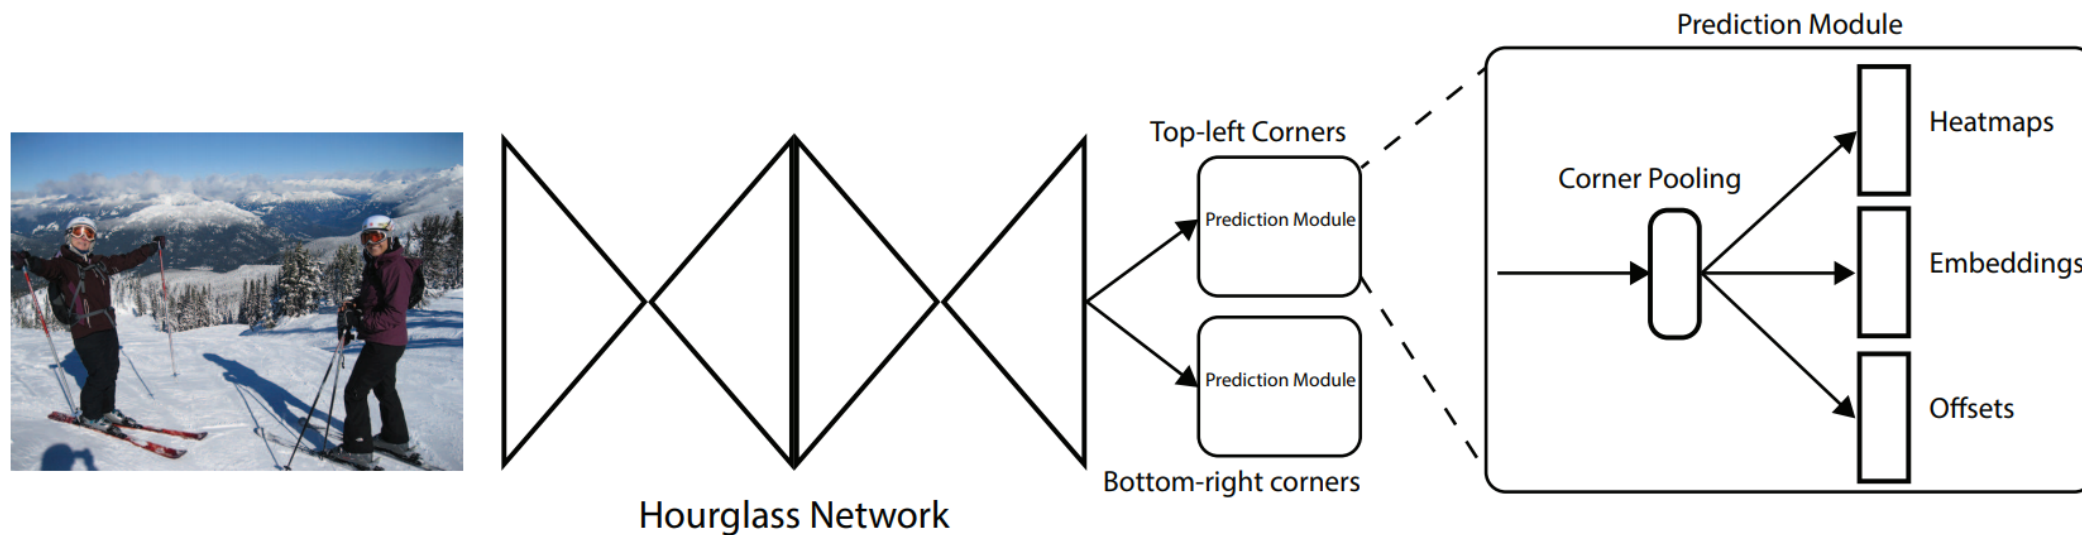 Prediction Module
Top-left Corners
Heatmaps
Corner Pooling
Prediction Module
Embeddings
Prediction Module
Offsets
Bottom-right corners
Hourglass Network